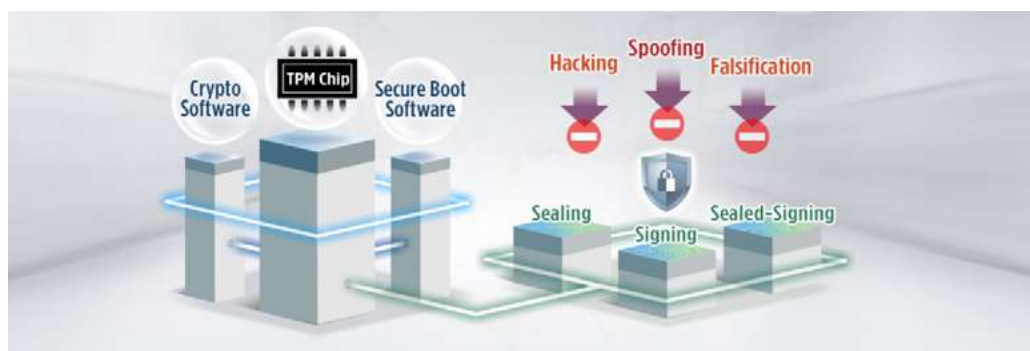 Crypto
Software
TPM Chip
Secure Boot
Software
Hacking
Spoofing
Falsification
Sealing
Signing
Sealed-Signing